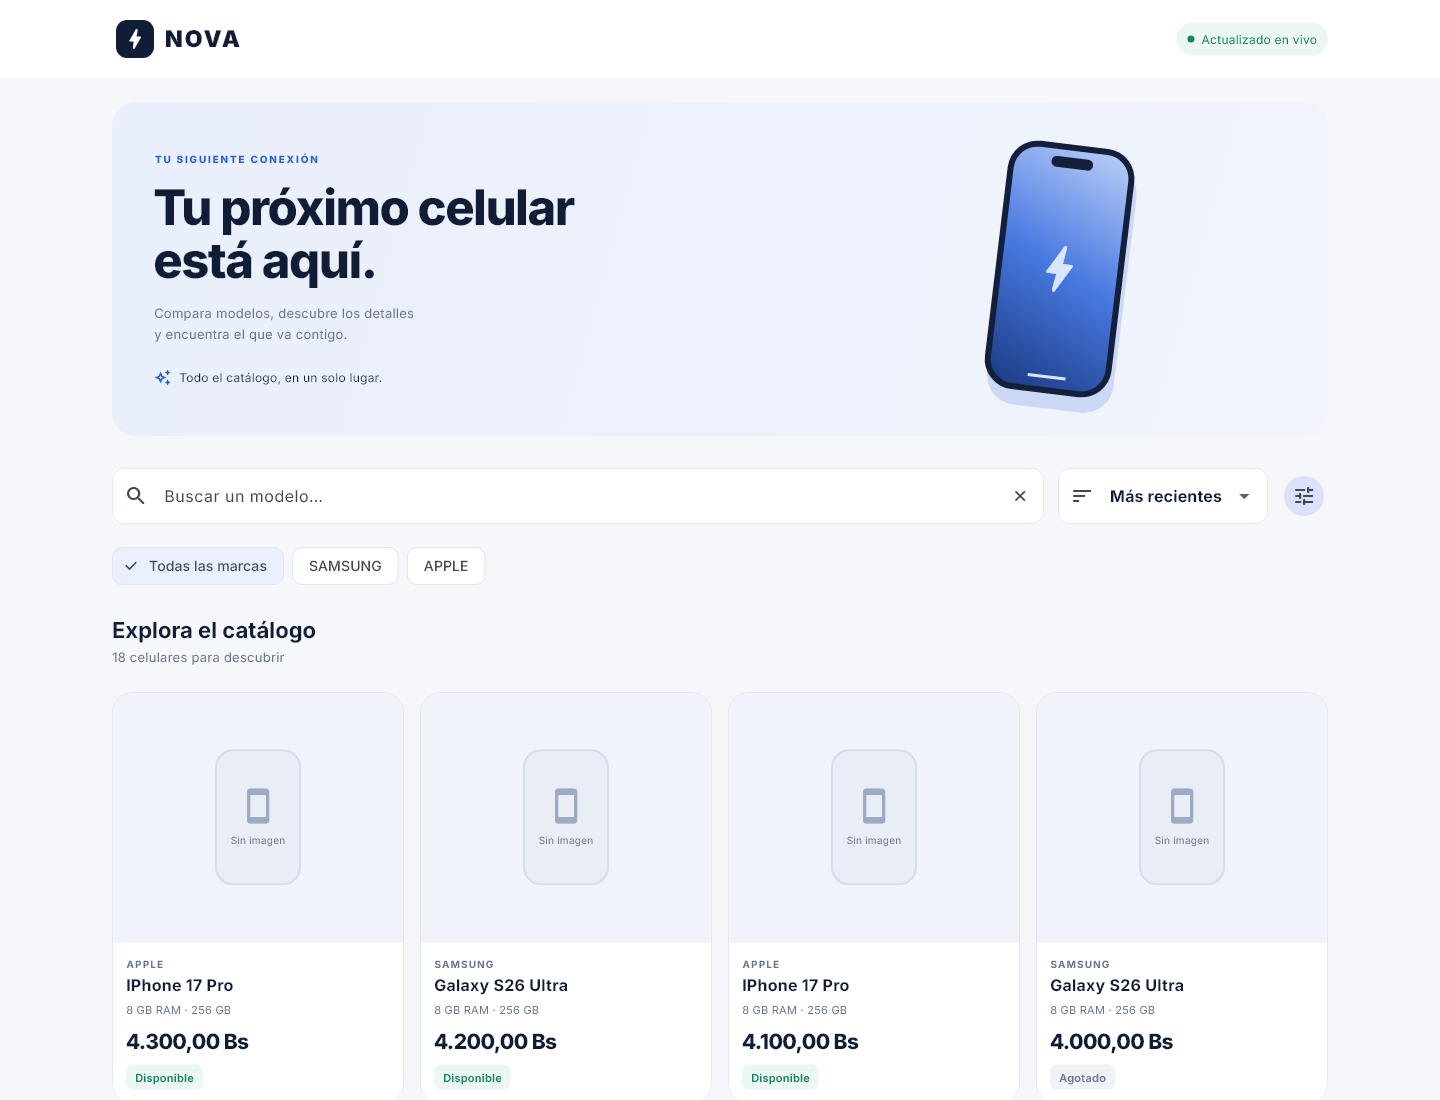 NOVA
Actualizado en vivo
TU SIGUIENTE CONEXIÓN
Tu próximo celular
está aquí.
Compara modelos, descubre los detalles
y encuentra el que va contigo.
Todo el catálogo, en un solo lugar.
Buscar un modelo...
Más recientes
Todas las marcas
SAMSUNG
APPLE
Explora el catálogo
18 celulares para descubrir
Sin imagen
APPLE
IPhone 17 Pro
8 GB RAM · 256 GB
4.300,00 Bs
Disponible
Sin imagen
SAMSUNG
Galaxy S26 Ultra
8 GB RAM · 256 GB
4.200,00 Bs
Disponible
Sin imagen
APPLE
IPhone 17 Pro
8 GB RAM · 256 GB
4.100,00 Bs
Disponible
Sin imagen
SAMSUNG
Galaxy S26 Ultra
8 GB RAM · 256 GB
4.000,00 Bs
Agotado